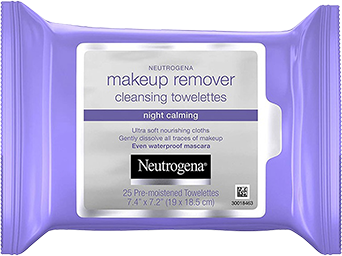 NEUTROGENA
makeup remover
cleansing towelettes
night calming
Ultra soft nourishing cloths
Gently dissolve all traces of makeup
Even waterproof mascara
Neutrogena®
25 Pre-moistened Towelettes
7.4" x 7.2" (19 x 18.5 cm)
30018463